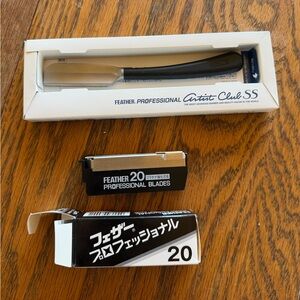 FEATHER. PROFESSIONAL Artist Club SS
FEATHER 20
PROFESSIONAL BLADES
フェザー
プロフェッショナル
20